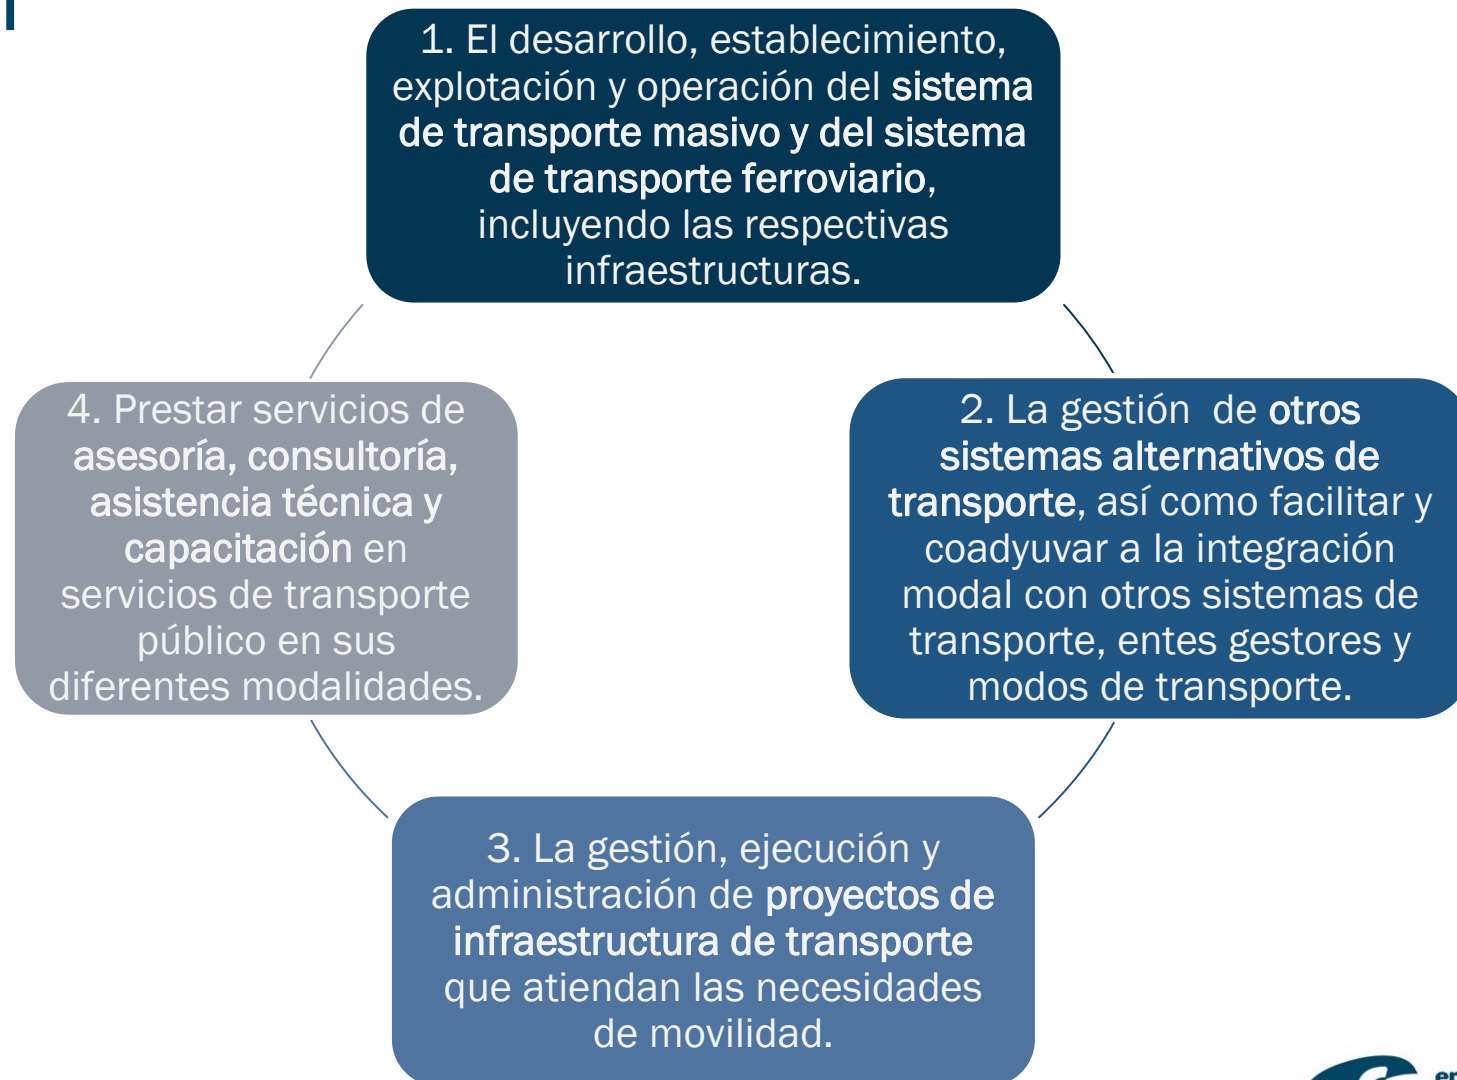 1. El desarrollo, establecimiento,
explotación y operación del sistema
de transporte masivo y del sistema
de transporte ferroviario,
incluyendo las respectivas
infraestructuras.
2. La gestión de otros
sistemas alternativos de
transporte, así como facilitar y
coadyuvar a la integración
modal con otros sistemas de
transporte, entes gestores y
modos de transporte.
3. La gestión, ejecución y
administración de proyectos de
infraestructura de transporte
que atiendan las necesidades
de movilidad.
4. Prestar servicios de
asesoría, consultoría,
asistencia técnica y
capacitación en
servicios de transporte
público en sus
diferentes modalidades.